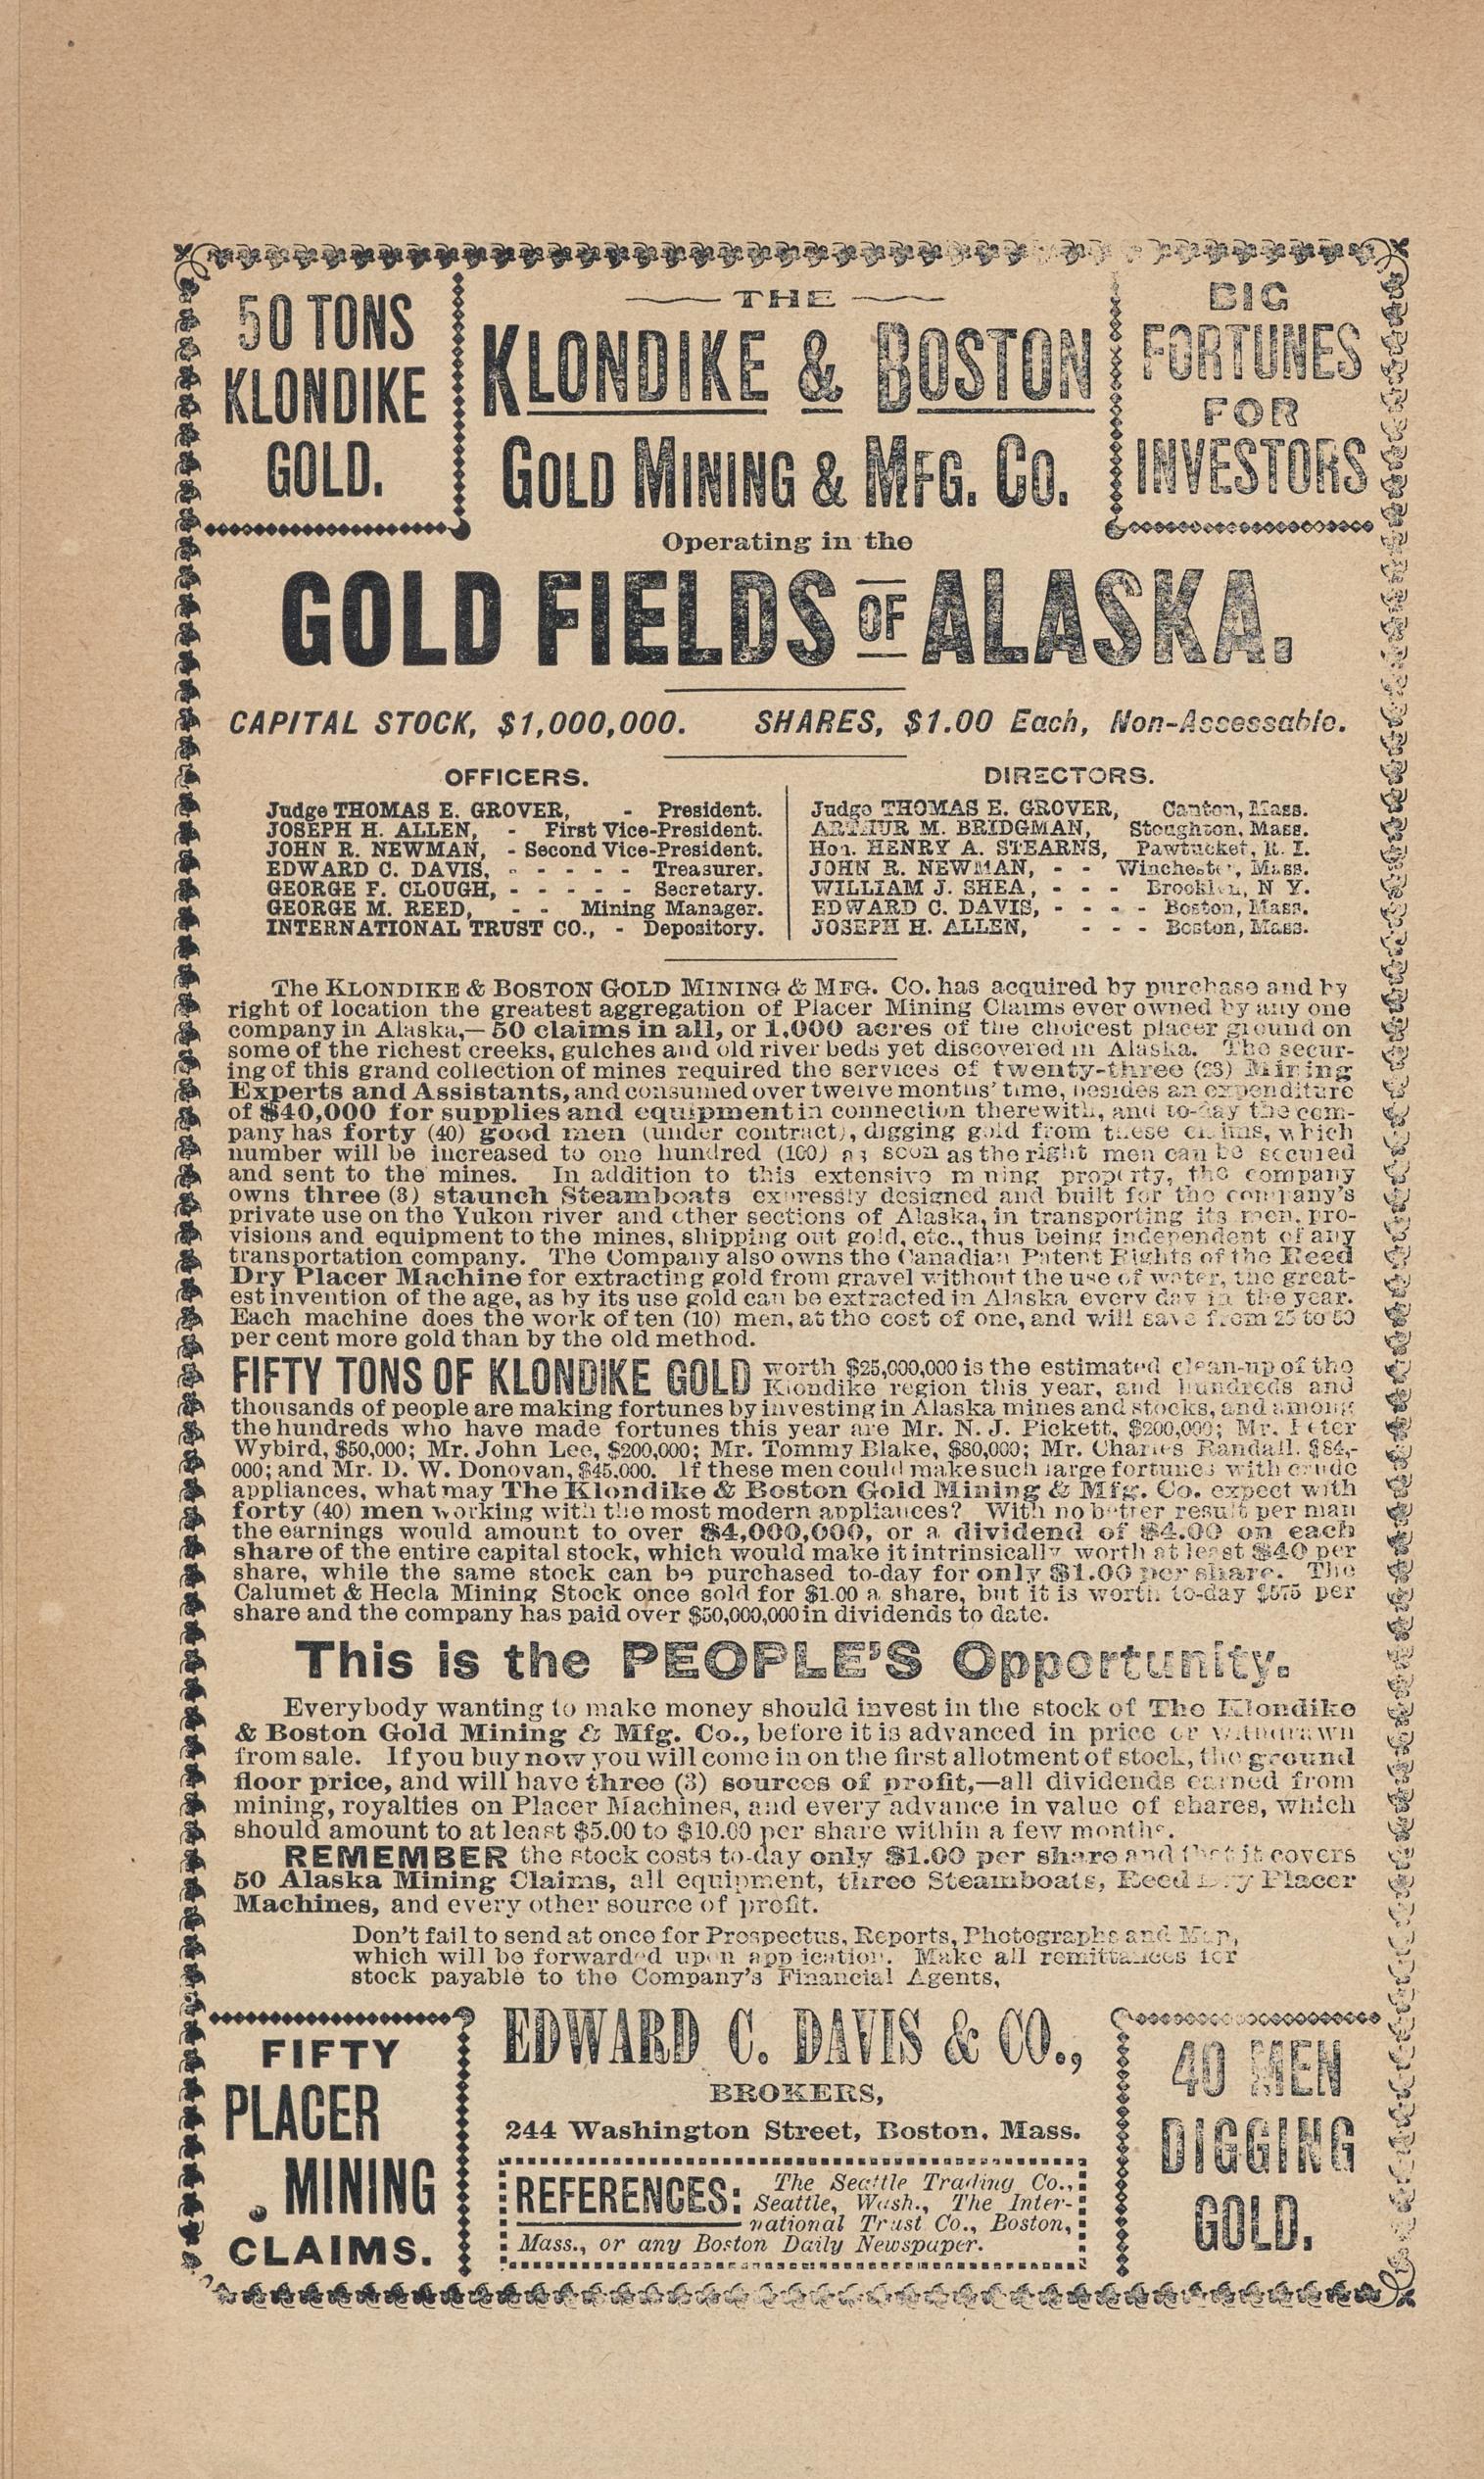 50 TONS
KLONDIKE
GOLD.
THE
KLONDIKE & BOSTON
GOLD MINING & MFG. CO.
BIG
FORTUNES
FOR
INVESTORS
Operating in the
GOLD FIELDS OF ALASKA.
CAPITAL STOCK, $1,000,000. SHARES, $1.00 Each, Non-Accessable.
OFFICERS.
Judge THOMAS E. GROVER, - President.
JOSEPH H. ALLEN, - First Vice-President.
JOHN R. NEWMAN, - Second Vice-President.
EDWARD C. DAVIS, - - - - - Treasurer.
GEORGE F. CLOUGH, - - - - - Secretary.
GEORGE M. REED, - - Mining Manager.
INTERNATIONAL TRUST CO., - Depository.
DIRECTORS.
Judge THOMAS E. GROVER, Canton, Mass.
ARTHUR M. BRIDGMAN, Stoughton, Mass.
Hon. HENRY A. STEARNS, Pawtucket, R. I.
JOHN R. NEWMAN, - - Winchester, Mass.
WILLIAM J. SHEA, - - - Brooklyn, N Y.
EDWARD C. DAVIS, - - - - Boston, Mass.
JOSEPH H. ALLEN, - - - Boston, Mass.
The KLONDIKE & BOSTON GOLD MINING & MFG. CO. has acquired by purchase and by
right of location the greatest aggregation of Placer Mining Claims ever owned by any one
company in Alaska,— 50 claims in all, or 1,000 acres of the choicest placer ground on
some of the richest creeks, gulches and old river beds yet discovered in Alaska. The secur-
ing of this grand collection of mines required the services of twenty-three (23) Mining
Experts and Assistants, and consumed over twelve months' time, besides an expenditure
of $40,000 for supplies and equipment in connection therewith, and to-day the com-
pany has forty (40) good men (under contract), digging gold from these claims, which
number will be increased to one hundred (100) as soon as the right men can be secured
and sent to the mines. In addition to this extensive mining property, the company
owns three (3) staunch Steamboats expressly designed and built for the company's
private use on the Yukon river and other sections of Alaska, in transporting its men, pro-
visions and equipment to the mines, shipping out gold, etc., thus being independent of any
transportation company. The Company also owns the Canadian Patent Rights of the Reed
Dry Placer Machine for extracting gold from gravel without the use of water, the great-
est invention of the age, as by its use gold can be extracted in Alaska every day in the year.
Each machine does the work of ten (10) men, at the cost of one, and will save from 25 to 50
per cent more gold than by the old method.
FIFTY TONS OF KLONDIKE GOLD worth $25,000,000 is the estimated clean-up of the
Klondike region this year, and hundreds and
thousands of people are making fortunes by investing in Alaska mines and stocks, and among
the hundreds who have made fortunes this year are Mr. N. J. Pickett, $200,000; Mr. Peter
Wybird, $50,000; Mr. John Lee, $200,000; Mr. Tommy Blake, $80,000; Mr. Charles Randall, $84,-
000; and Mr. D. W. Donovan, $45,000. If these men could make such large fortunes with crude
appliances, what may The Klondike & Boston Gold Mining & Mfg. Co. expect with
forty (40) men working with the most modern appliances? With no better result per man
the earnings would amount to over $4,000,000, or a dividend of $4.00 on each
share of the entire capital stock, which would make it intrinsically worth at least $40 per
share, while the same stock can be purchased to-day for only $1.00 per share. The
Calumet & Hecla Mining Stock once sold for $1.00 a share, but it is worth to-day $575 per
share and the company has paid over $50,000,000 in dividends to date.
This is the PEOPLE'S Opportunity.
Everybody wanting to make money should invest in the stock of The Klondike
& Boston Gold Mining & Mfg. Co., before it is advanced in price or withdrawn
from sale. If you buy now you will come in on the first allotment of stock, the ground
floor price, and will have three (3) sources of profit,—all dividends earned from
mining, royalties on Placer Machines, and every advance in value of shares, which
should amount to at least $5.00 to $10.00 per share within a few months.
REMEMBER the stock costs to-day only $1.00 per share and that it covers
50 Alaska Mining Claims, all equipment, three Steamboats, Reed Dry Placer
Machines, and every other source of profit.
Don't fail to send at once for Prospectus, Reports, Photographs and Map,
which will be forwarded upon application. Make all remittances for
stock payable to the Company's Financial Agents,
FIFTY
PLACER
MINING
CLAIMS.
EDWARD C. DAVIS & CO.,
BROKERS,
244 Washington Street, Boston, Mass.
REFERENCES: The Seattle Trading Co.,
Seattle, Wash., The Inter-
national Trust Co., Boston,
Mass., or any Boston Daily Newspaper.
40 MEN
DIGGING
GOLD.